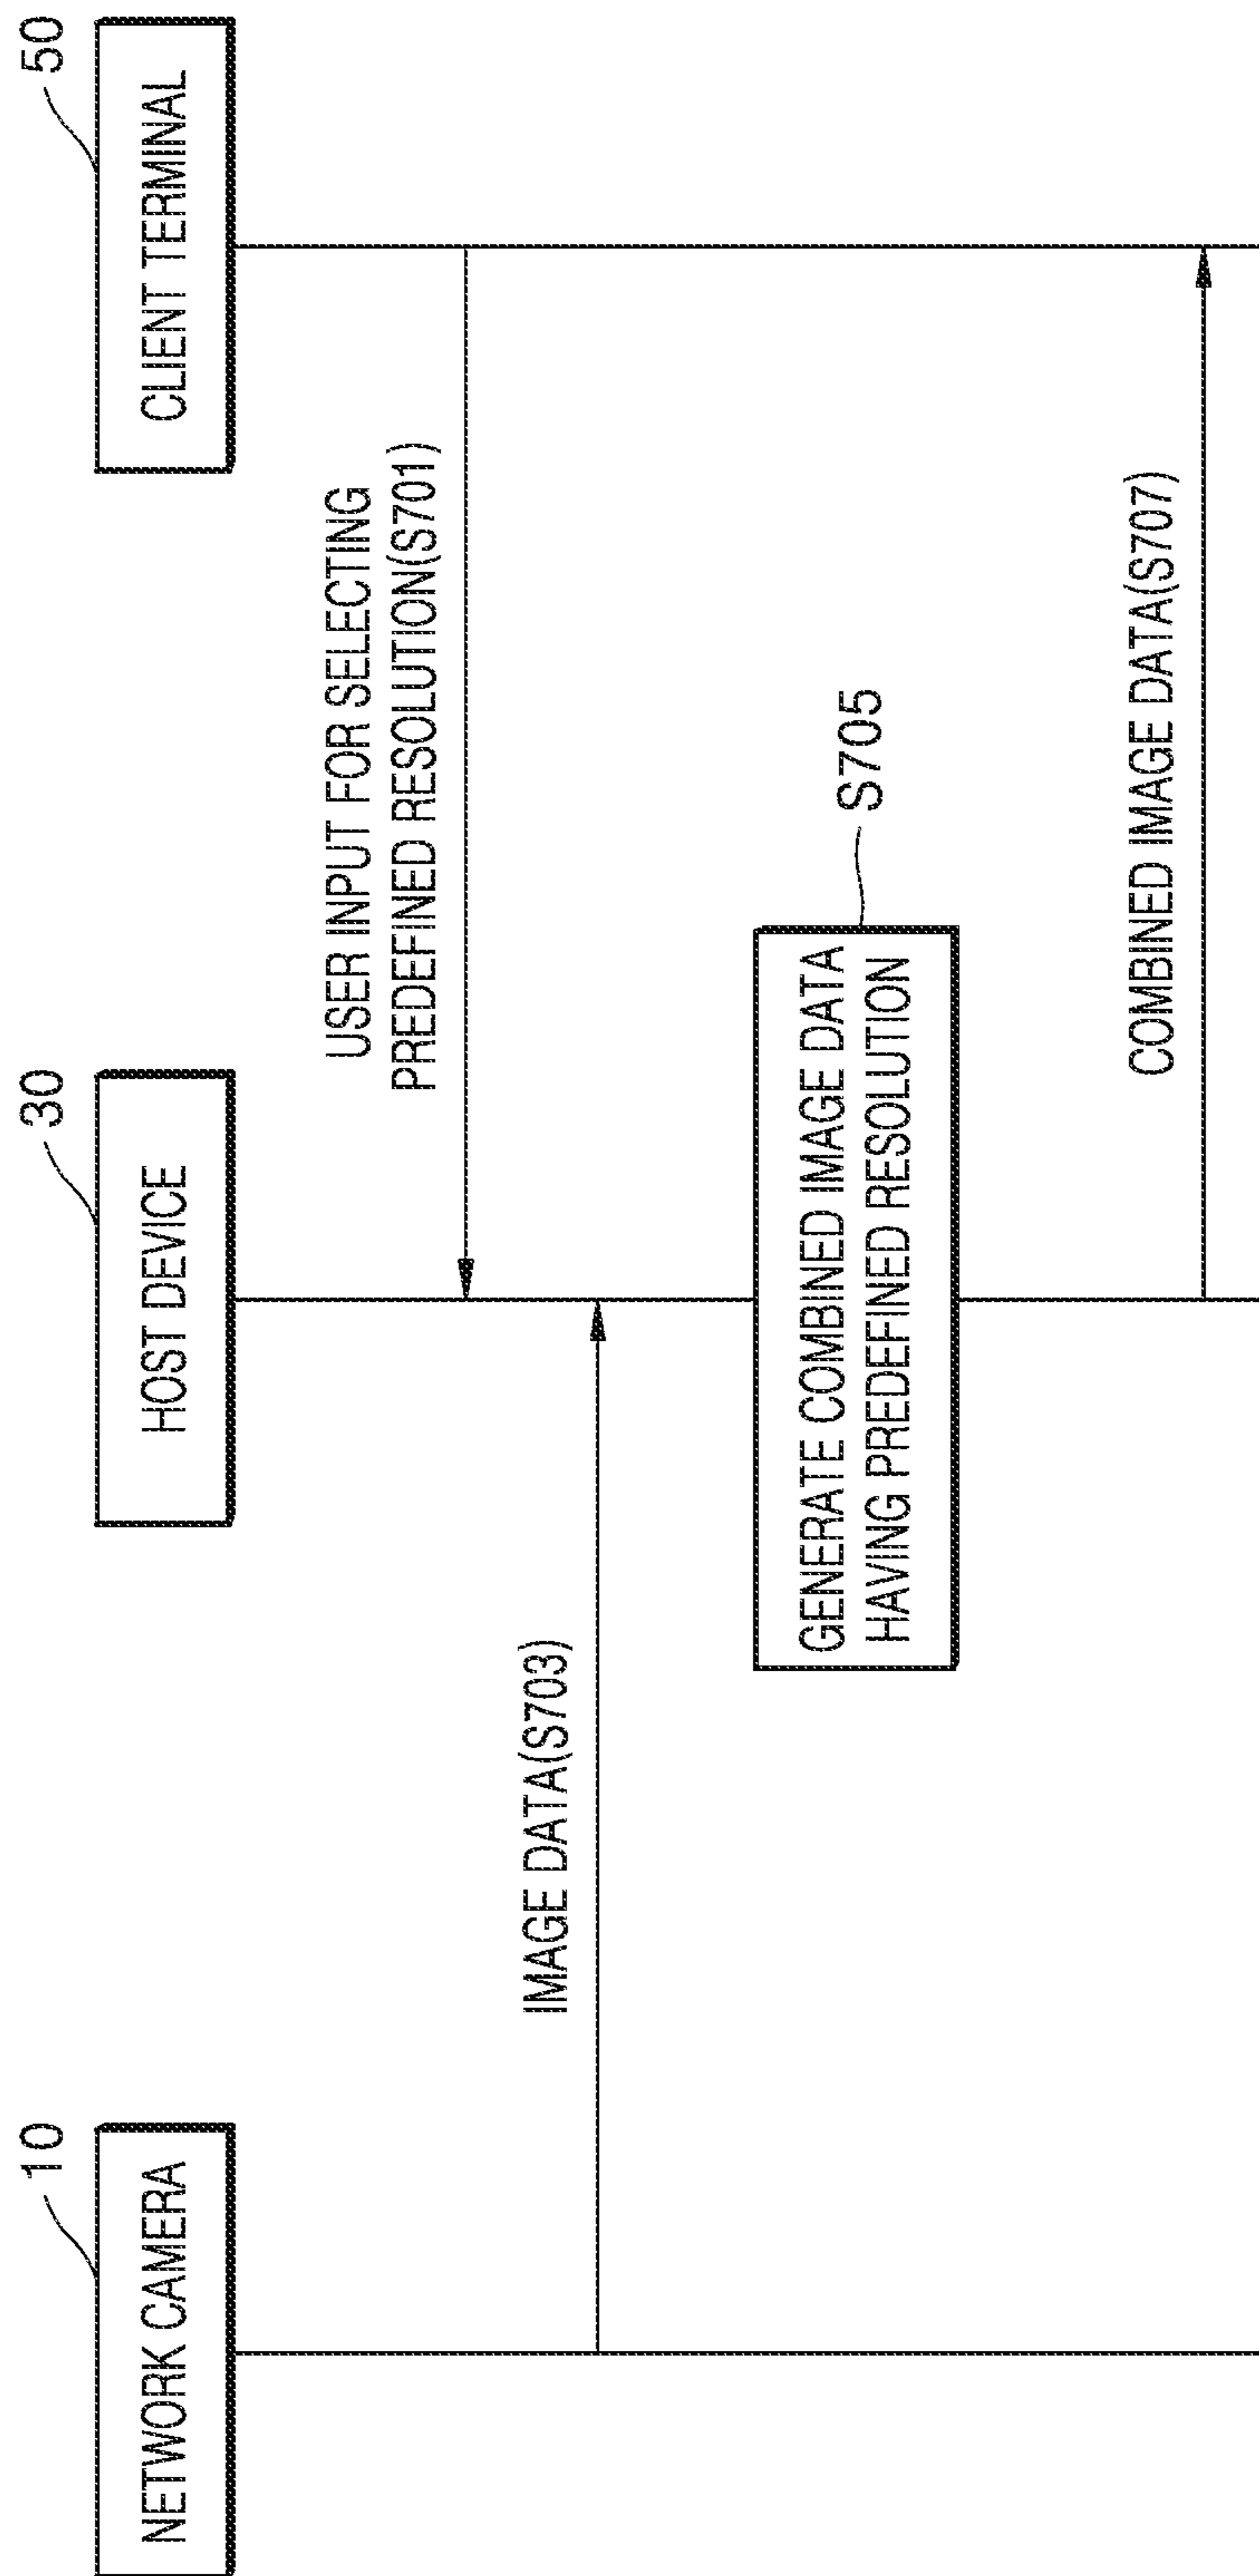 10
NETWORK CAMERA
30
HOST DEVICE
50
CLIENT TERMINAL
USER INPUT FOR SELECTING
PREDEFINED RESOLUTION(S701)
IMAGE DATA(S703)
GENERATE COMBINED IMAGE DATA
HAVING PREDEFINED RESOLUTION
S705
COMBINED IMAGE DATA(S707)